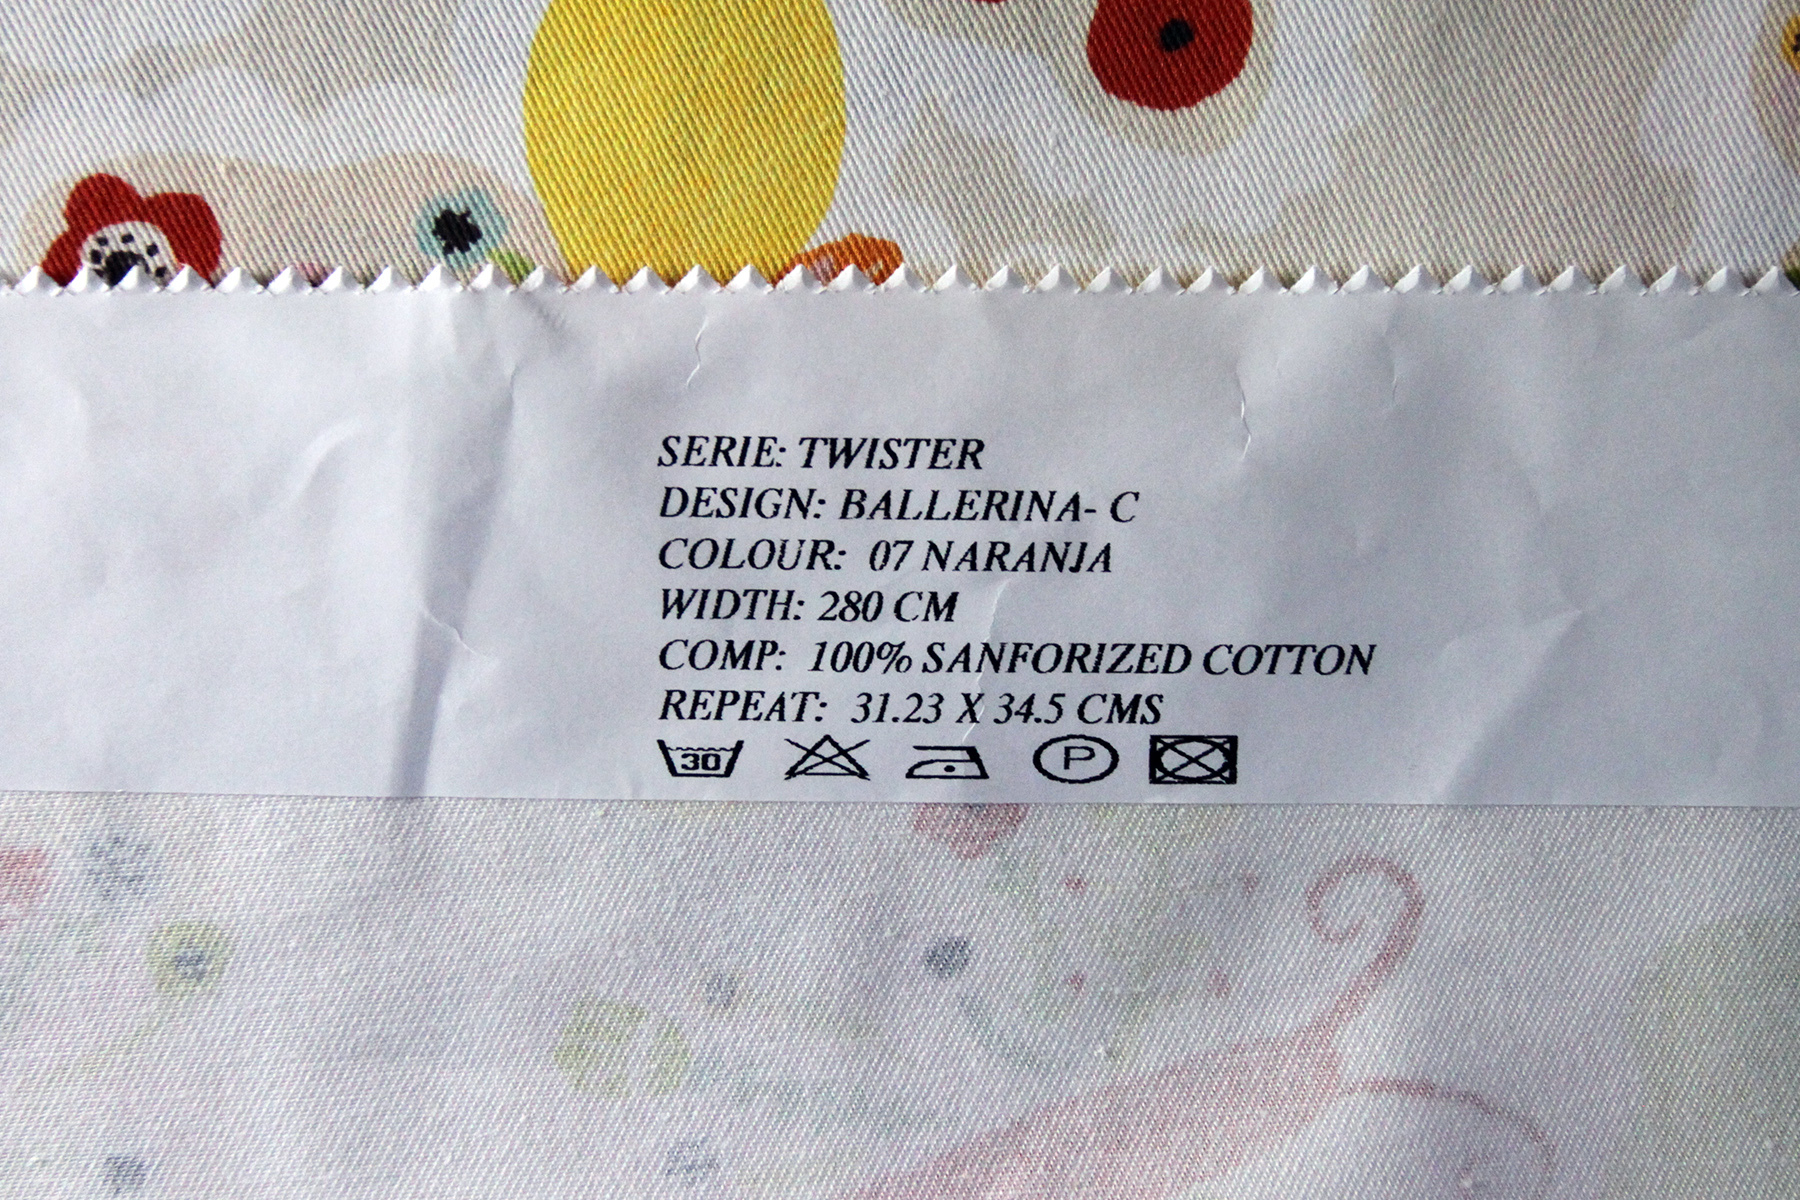 SERIE: TWISTER
DESIGN: BALLERINA- C
COLOUR: 07 NARANJA
WIDTH: 280 CM
COMP: 100% SANFORIZED COTTON
REPEAT: 31.23 X 34.5 CMS
30 P